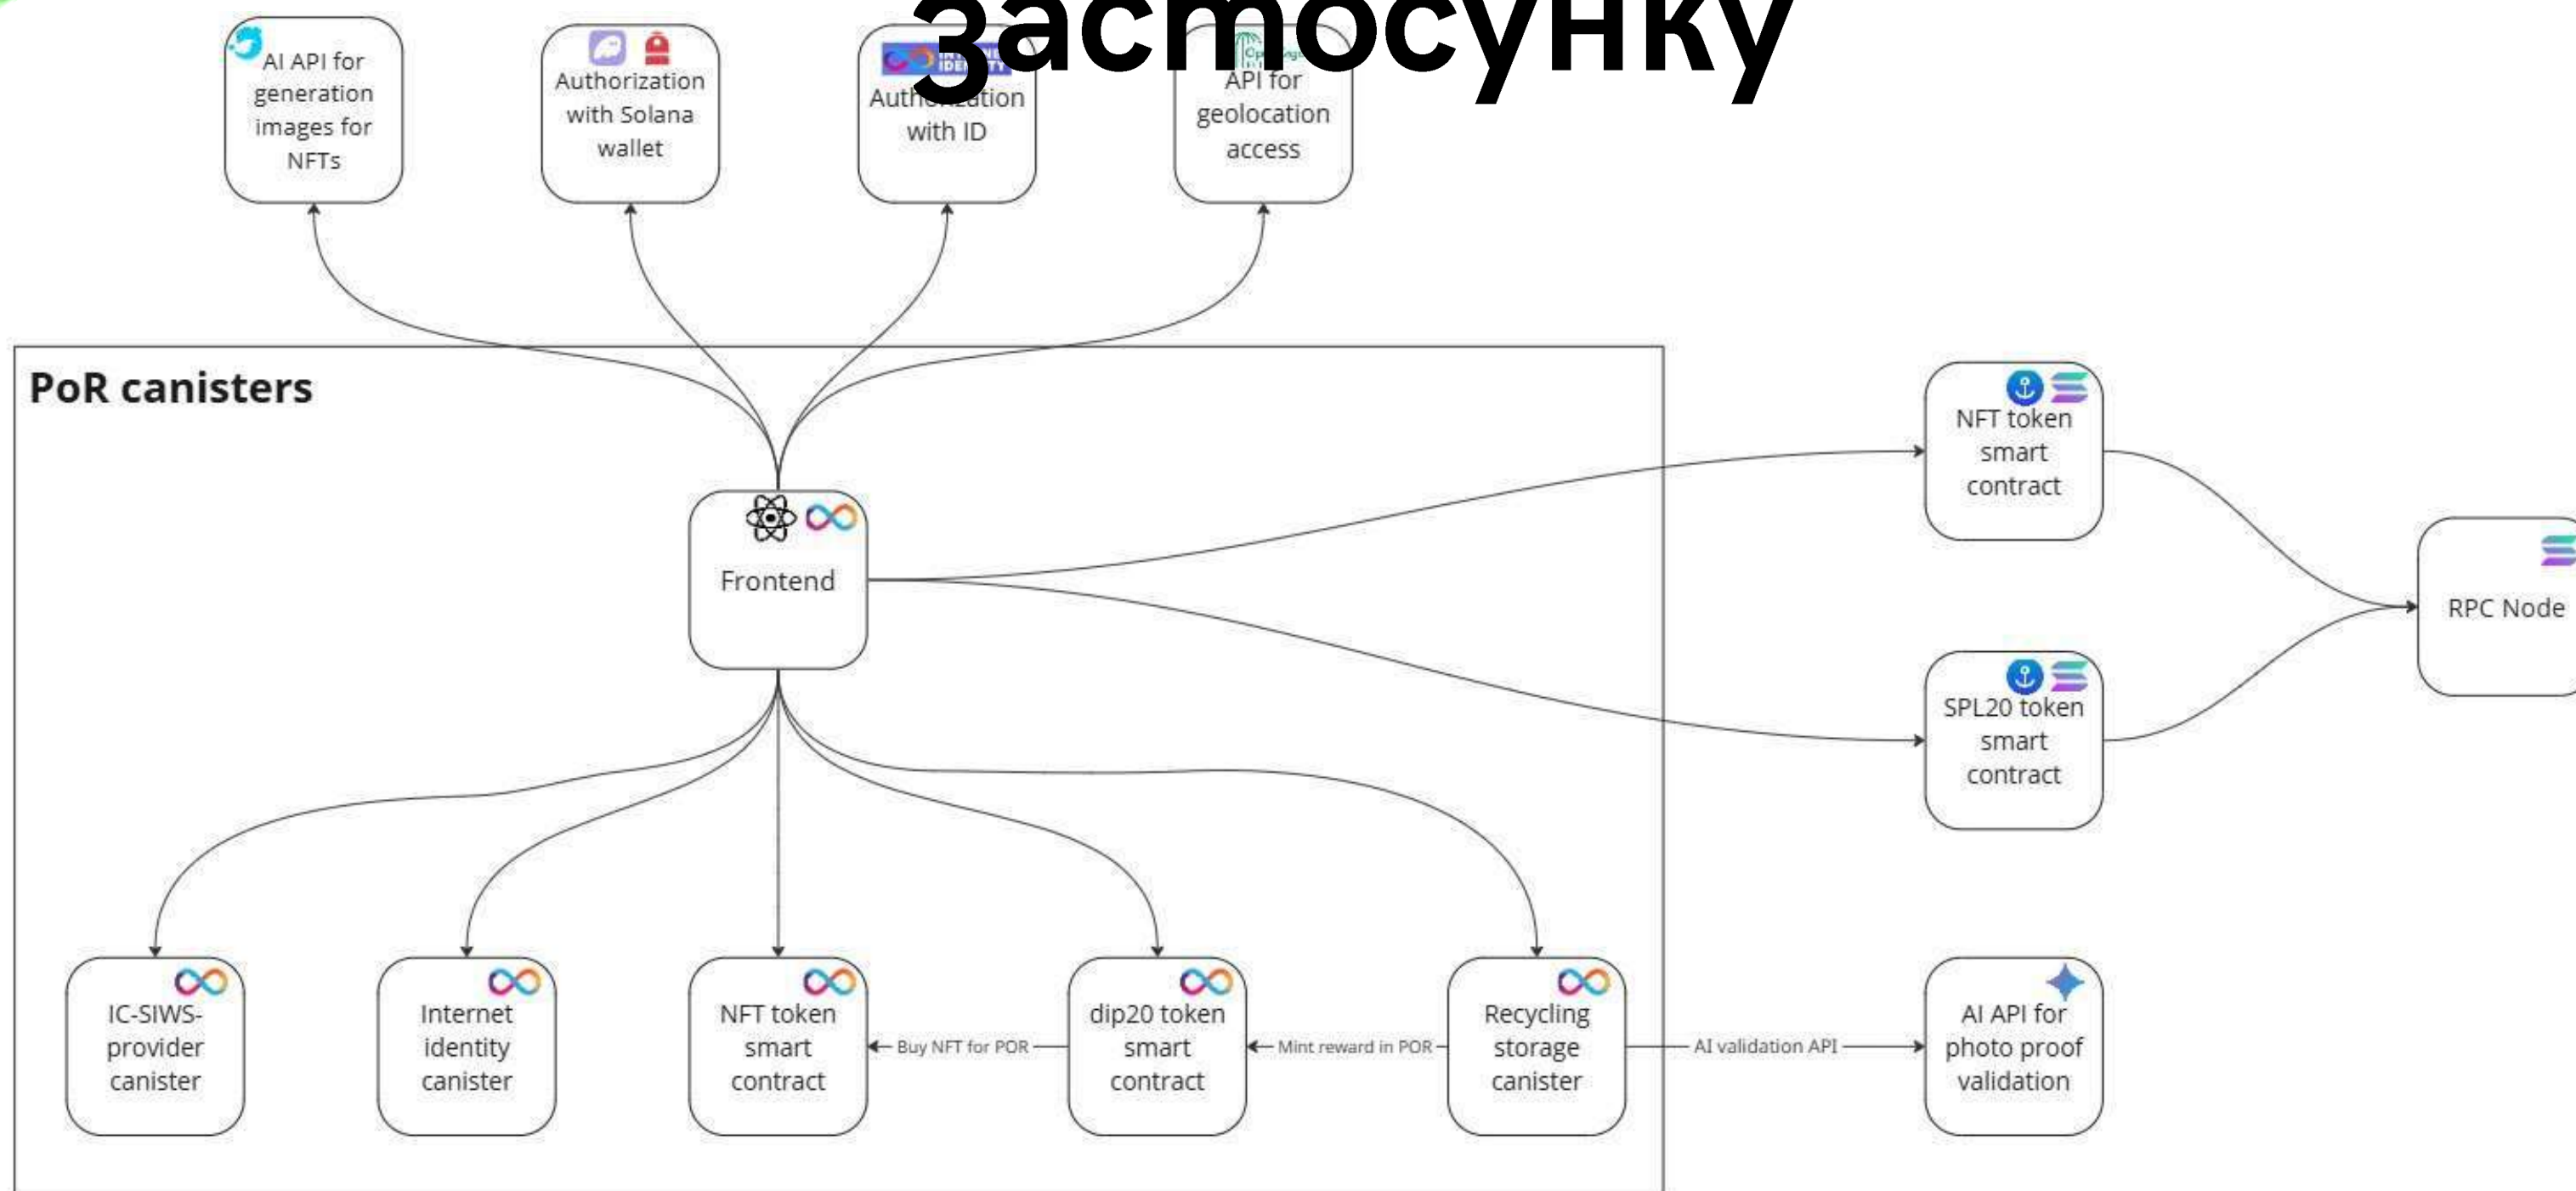 застосунку
AI API for
generation
images for
NFTs
Authorization
with Solana
wallet
Authorization
with ID
API for
geolocation
access
PoR canisters
Frontend
NFT token
smart
contract
RPC Node
SPL20 token
smart
contract
IC-SIWS-
provider
canister
Internet
identity
canister
NFT token
smart
contract
Buy NFT for POR
dip20 token
smart
contract
Mint reward in POR
Recycling
storage
canister
AI validation API
AI API for
photo proof
validation